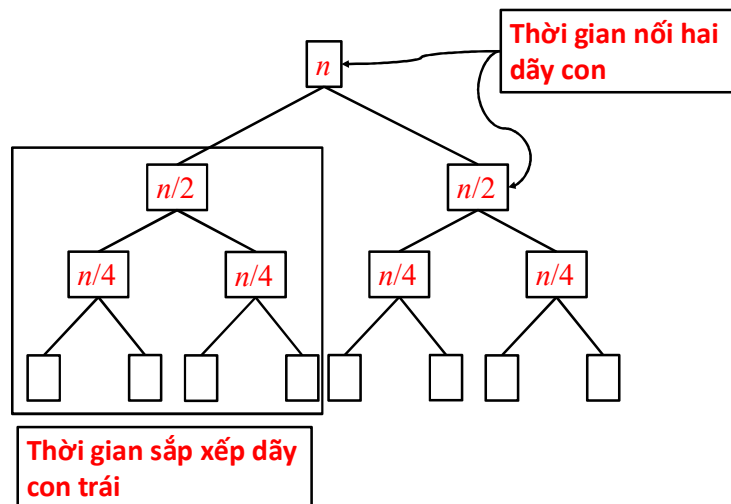 Thời gian nối hai
dãy con
n
n/2
n/2
n/4
n/4
n/4
n/4
Thời gian sắp xếp dãy
con trái